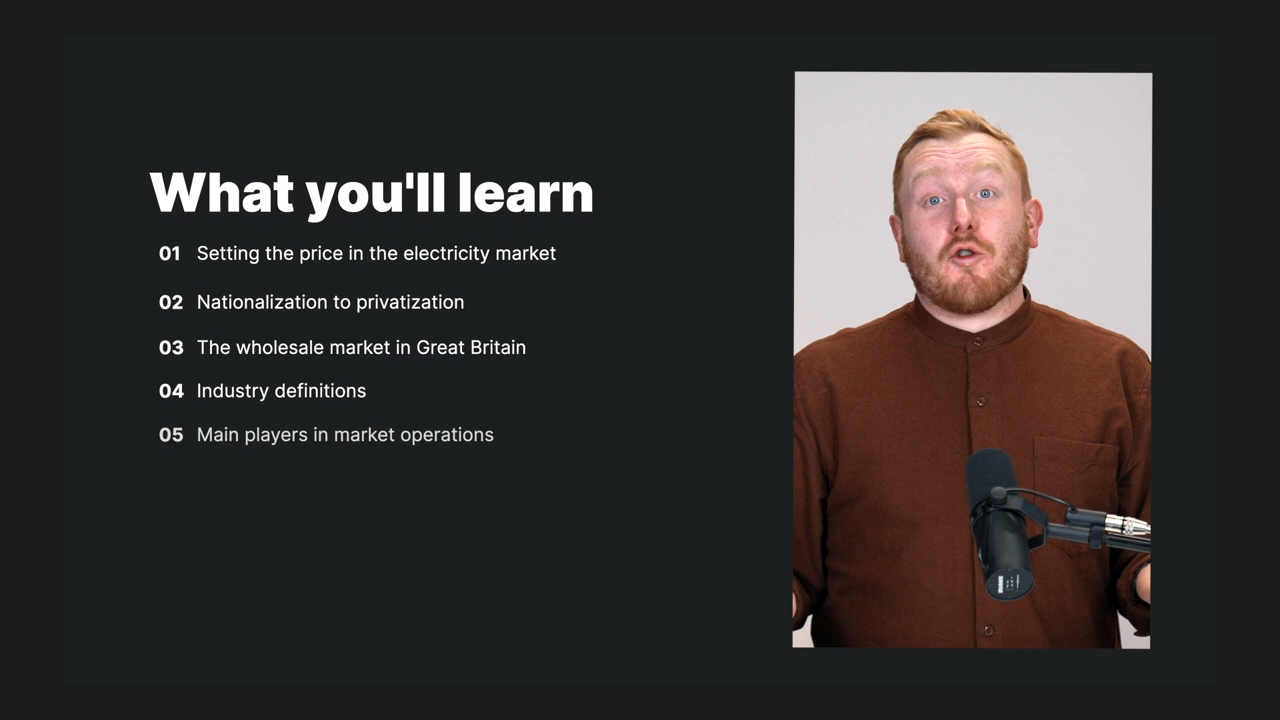 What you'll learn
01 Setting the price in the electricity market
02 Nationalization to privatization
03 The wholesale market in Great Britain
04 Industry definitions
05 Main players in market operations